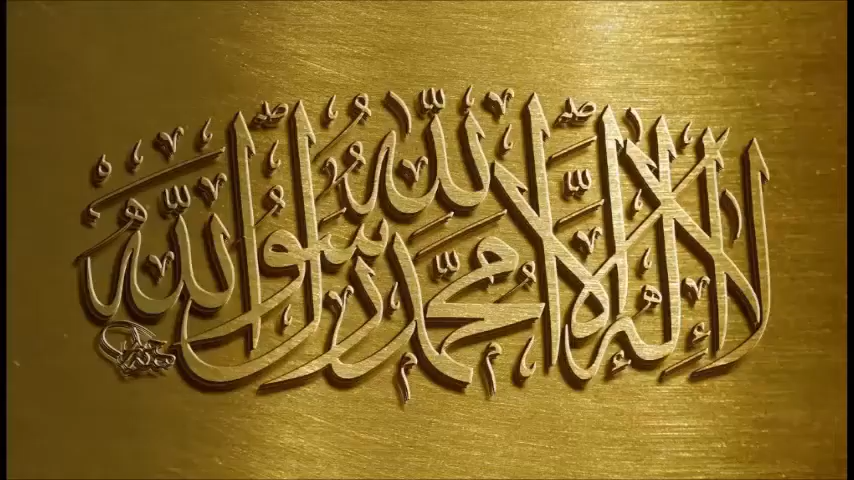 لا إله إلا الله محمد رسول الله